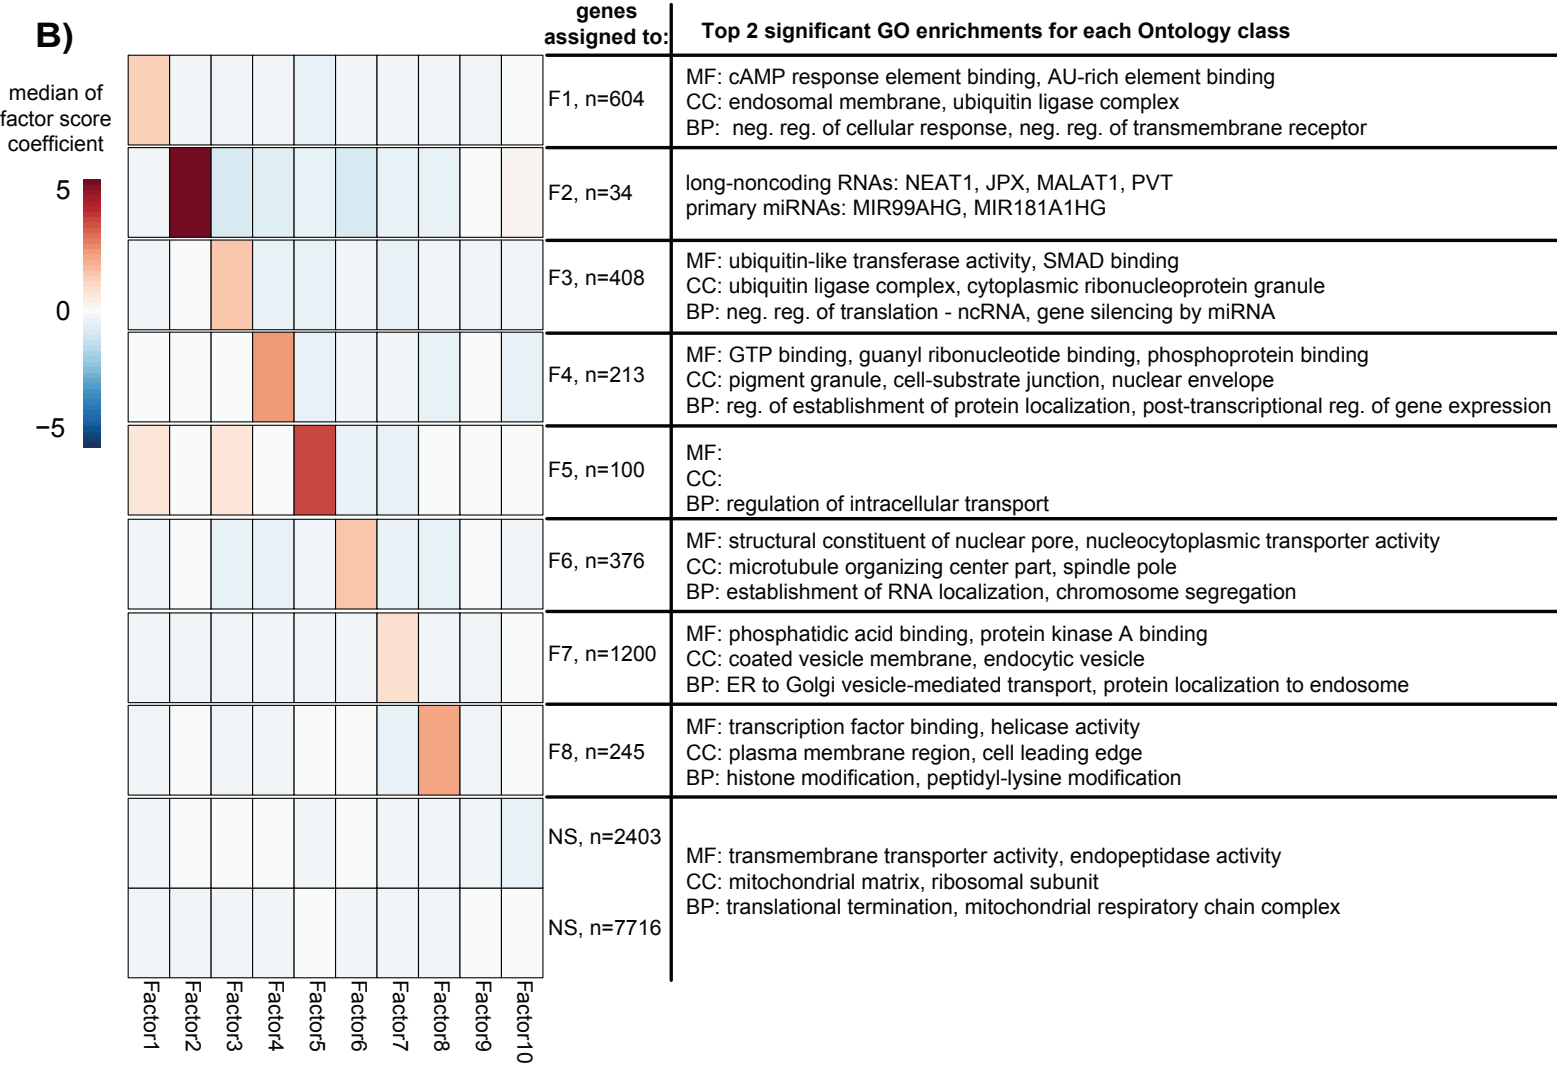 B)
genes
assigned to:
Top 2 significant GO enrichments for each Ontology class
median of
factor score
coefficient
5
0
−5
F1, n=604
MF: cAMP response element binding, AU-rich element binding
CC: endosomal membrane, ubiquitin ligase complex
BP:  neg. reg. of cellular response, neg. reg. of transmembrane receptor
F2, n=34
long-noncoding RNAs: NEAT1, JPX, MALAT1, PVT
primary miRNAs: MIR99AHG, MIR181A1HG
F3, n=408
MF: ubiquitin-like transferase activity, SMAD binding
CC: ubiquitin ligase complex, cytoplasmic ribonucleoprotein granule
BP: neg. reg. of translation - ncRNA, gene silencing by miRNA
F4, n=213
MF: GTP binding, guanyl ribonucleotide binding, phosphoprotein binding
CC: pigment granule, cell-substrate junction, nuclear envelope
BP: reg. of establishment of protein localization, post-transcriptional reg. of gene expression
F5, n=100
MF:
CC:
BP: regulation of intracellular transport
F6, n=376
MF: structural constituent of nuclear pore, nucleocytoplasmic transporter activity
CC: microtubule organizing center part, spindle pole
BP: establishment of RNA localization, chromosome segregation
F7, n=1200
MF: phosphatidic acid binding, protein kinase A binding
CC: coated vesicle membrane, endocytic vesicle
BP: ER to Golgi vesicle-mediated transport, protein localization to endosome
F8, n=245
MF: transcription factor binding, helicase activity
CC: plasma membrane region, cell leading edge
BP: histone modification, peptidyl-lysine modification
NS, n=2403
NS, n=7716
MF: transmembrane transporter activity, endopeptidase activity
CC: mitochondrial matrix, ribosomal subunit
BP: translational termination, mitochondrial respiratory chain complex
Factor1
Factor2
Factor3
Factor4
Factor5
Factor6
Factor7
Factor8
Factor9
Factor10